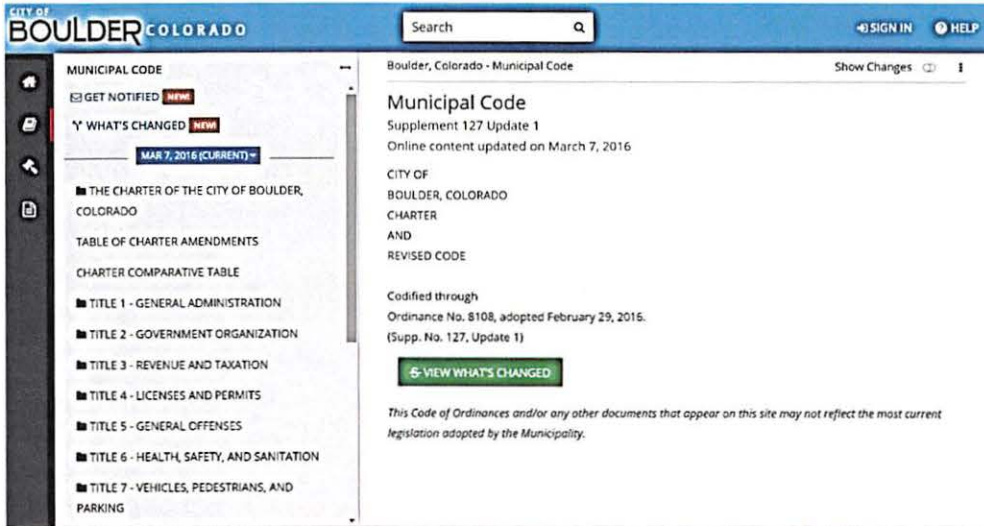 CITY OF
BOULDER COLORADO
Search
SIGN IN
HELP
MUNICIPAL CODE
GET NOTIFIED NEW!
WHAT'S CHANGED NEW!
MAR 7, 2016 (CURRENT)
THE CHARTER OF THE CITY OF BOULDER,
COLORADO
TABLE OF CHARTER AMENDMENTS
CHARTER COMPARATIVE TABLE
TITLE 1 - GENERAL ADMINISTRATION
TITLE 2 - GOVERNMENT ORGANIZATION
TITLE 3 - REVENUE AND TAXATION
TITLE 4 - LICENSES AND PERMITS
TITLE 5 - GENERAL OFFENSES
TITLE 6 - HEALTH, SAFETY, AND SANITATION
TITLE 7 - VEHICLES, PEDESTRIANS, AND
PARKING
Boulder, Colorado - Municipal Code
Show Changes
Municipal Code
Supplement 127 Update 1
Online content updated on March 7, 2016
CITY OF
BOULDER, COLORADO
CHARTER
AND
REVISED CODE
Codified through
Ordinance No. 8108, adopted February 29, 2016.
(Supp. No. 127, Update 1)
VIEW WHAT'S CHANGED
This Code of Ordinances and/or any other documents that appear on this site may not reflect the most current
legislation adopted by the Municipality.